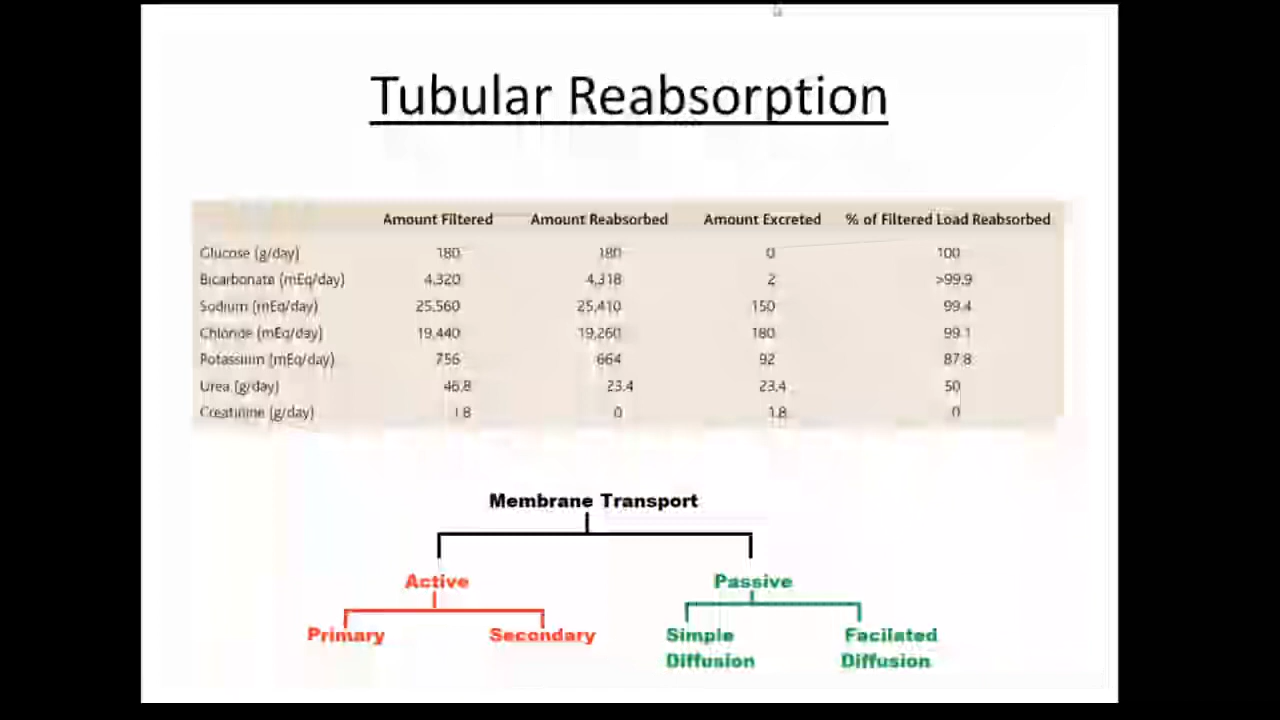 Tubular Reabsorption
Amount Filtered Amount Reabsorbed Amount Excreted % of Filtered Load Reabsorbed
Glucose (g/day) 180 180 0 100
Bicarbonate (mEq/day) 4,320 4,318 2 >99.9
Sodium (mEq/day) 25,560 25,410 150 99.4
Chloride (mEq/day) 19,440 19,260 180 99.1
Potassium (mEq/day) 756 664 92 87.8
Urea (g/day) 46.8 23.4 23.4 50
Creatinine (g/day) 1.8 0 1.8 0
Membrane Transport
Active Passive
Primary Secondary Simple Facilated
Diffusion Diffusion